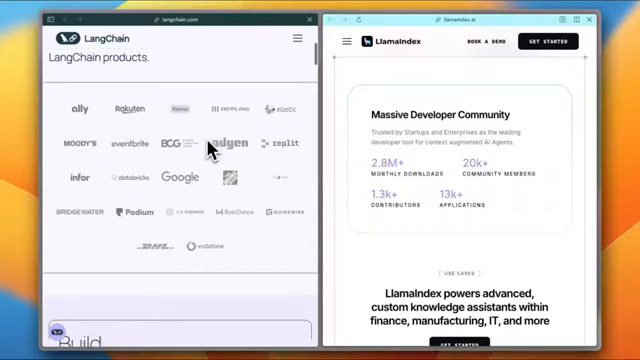 langchain.com
LangChain
LangChain products.
ally
Rakuten
Klarna
RIPPLING
elastic
MOODY'S
eventbrite
BCG
adyen
replit
infor
databricks
Google
BRIDGEWATER
Podium
C.H. ROBINSON
ByteDance
GUIDEWIRE
DHL
vodafone
Build
llamaindex.ai
LlamaIndex
BOOK A DEMO
GET STARTED
Massive Developer Community
Trusted by Startups and Enterprises as the leading
developer tool for context augmented AI Agents.
2.8M+
MONTHLY DOWNLOADS
20k+
COMMUNITY MEMBERS
1.3k+
CONTRIBUTORS
13k+
APPLICATIONS
[ USE CASES ]
LlamaIndex powers advanced,
custom knowledge assistants within
finance, manufacturing, IT, and more
GET STARTED